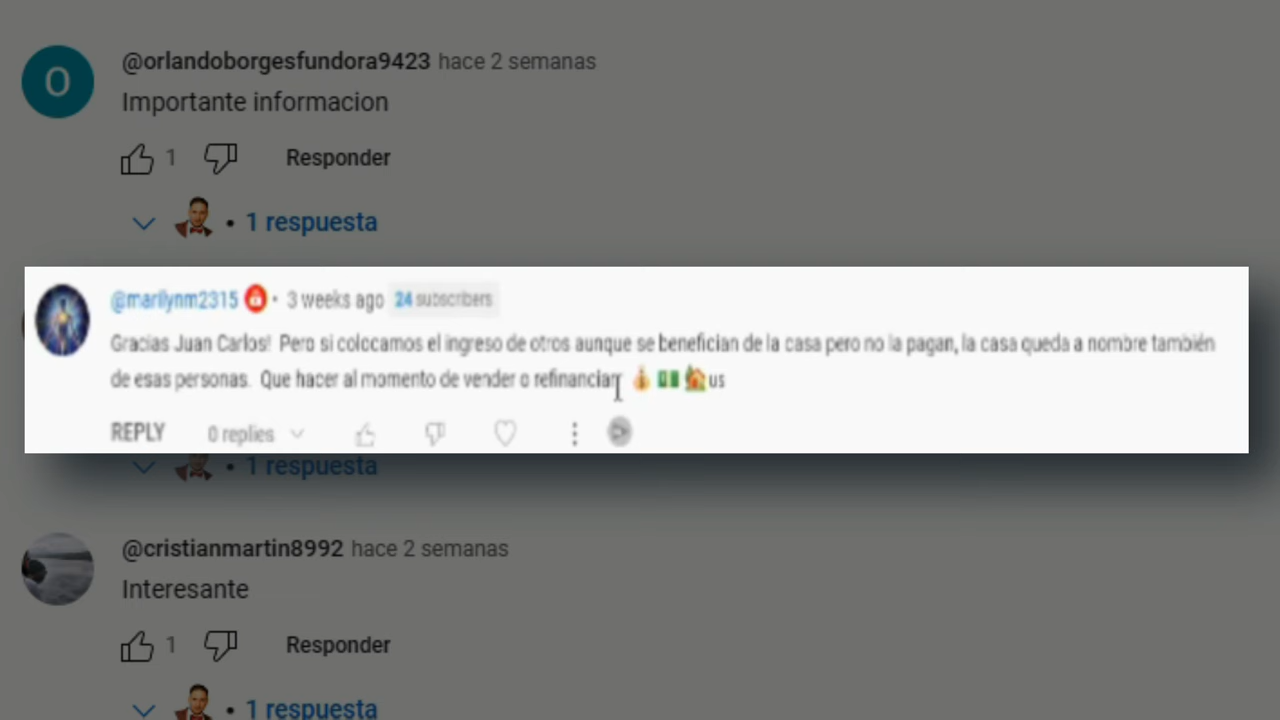 @orlandoborgesfundora9423 hace 2 semanas
Importante informacion
1 Responder
• 1 respuesta
@marilynm2315 • 3 weeks ago 24 subscribers
Gracias Juan Carlos! Pero si colocamos el ingreso de otros aunque se benefician de la casa pero no la pagan, la casa queda a nombre también
de esas personas. Que hacer al momento de vender o refinanciar 💰💵🏠us
REPLY 0 replies
• 1 respuesta
@cristianmartin8992 hace 2 semanas
Interesante
1 Responder
• 1 respuesta